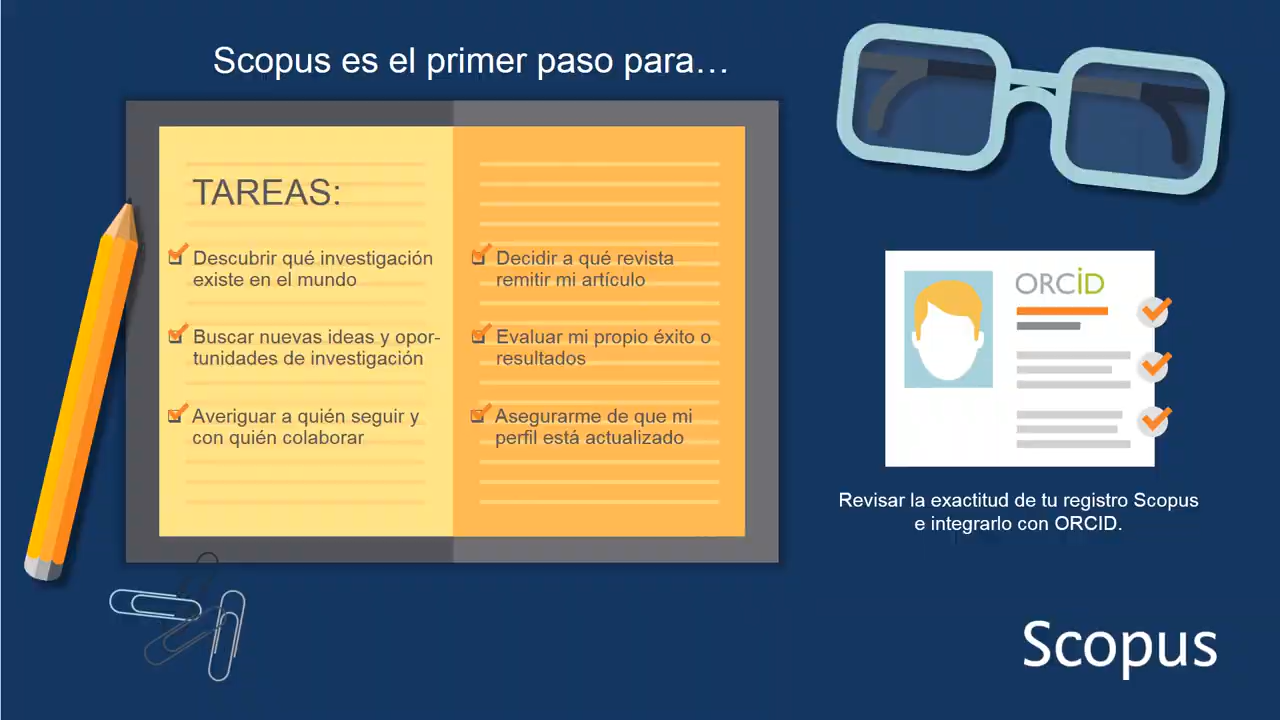 Scopus es el primer paso para…
TAREAS:
Descubrir qué investigación
existe en el mundo
Buscar nuevas ideas y opor-
tunidades de investigación
Averiguar a quién seguir y
con quién colaborar
Decidir a qué revista
remitir mi artículo
Evaluar mi propio éxito o
resultados
Asegurarme de que mi
perfil está actualizado
ORCiD
Revisar la exactitud de tu registro Scopus
e integrarlo con ORCID.
Scopus